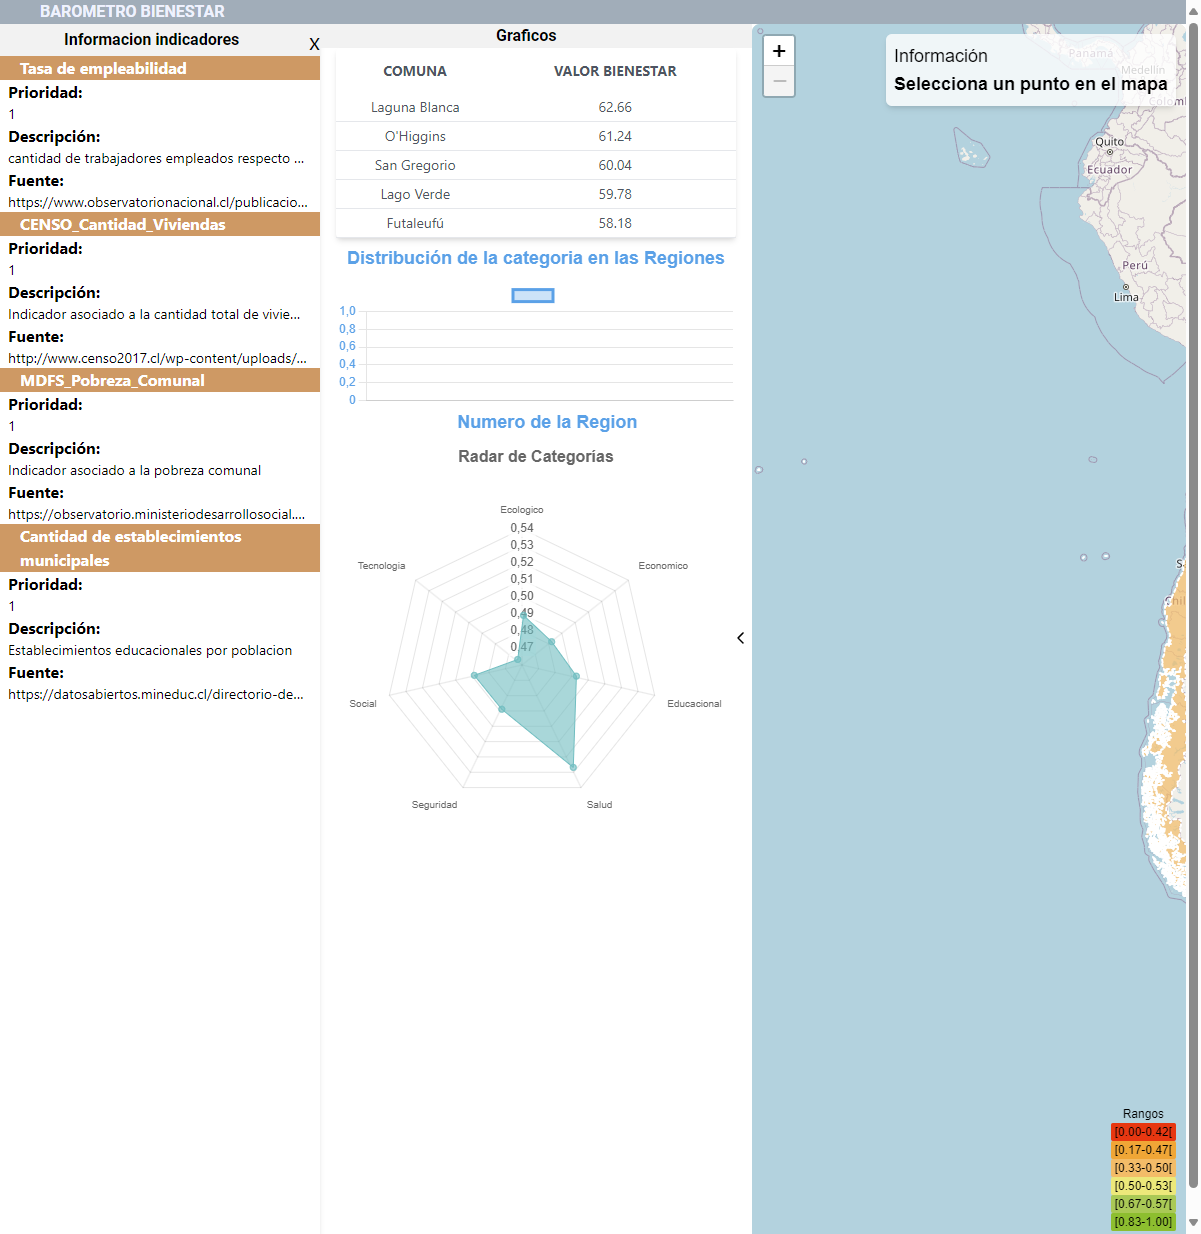 BAROMETRO BIENESTAR
Informacion indicadores
X
Tasa de empleabilidad
Prioridad:
1
Descripción:
cantidad de trabajadores empleados respecto ...
Fuente:
https://www.observatorionacional.cl/publicacio...
CENSO_Cantidad_Viviendas
Prioridad:
1
Descripción:
Indicador asociado a la cantidad total de vivie...
Fuente:
http://www.censo2017.cl/wp-content/uploads/...
MDFS_Pobreza_Comunal
Prioridad:
1
Descripción:
Indicador asociado a la pobreza comunal
Fuente:
https://observatorio.ministeriodesarrollosocial....
Cantidad de establecimientos
municipales
Prioridad:
1
Descripción:
Establecimientos educacionales por poblacion
Fuente:
https://datosabiertos.mineduc.cl/directorio-de...
Graficos
COMUNA VALOR BIENESTAR
Laguna Blanca 62.66
O'Higgins 61.24
San Gregorio 60.04
Lago Verde 59.78
Futaleufú 58.18
Distribución de la categoria en las Regiones
1,0
0,8
0,6
0,4
0,2
0
Numero de la Region
Radar de Categorías
Ecologico
0,54
0,53
0,52
0,51
0,50
0,49
0,48
0,47
Tecnologia
Economico
Social
Educacional
Seguridad
Salud
+
−
Información
Selecciona un punto en el mapa
Panamá
Medellín
Colom
Quito
Ecuador
Perú
Lima
S
Chil
Rangos
[0.00-0.42[
[0.17-0.47[
[0.33-0.50[
[0.50-0.53[
[0.67-0.57[
[0.83-1.00]